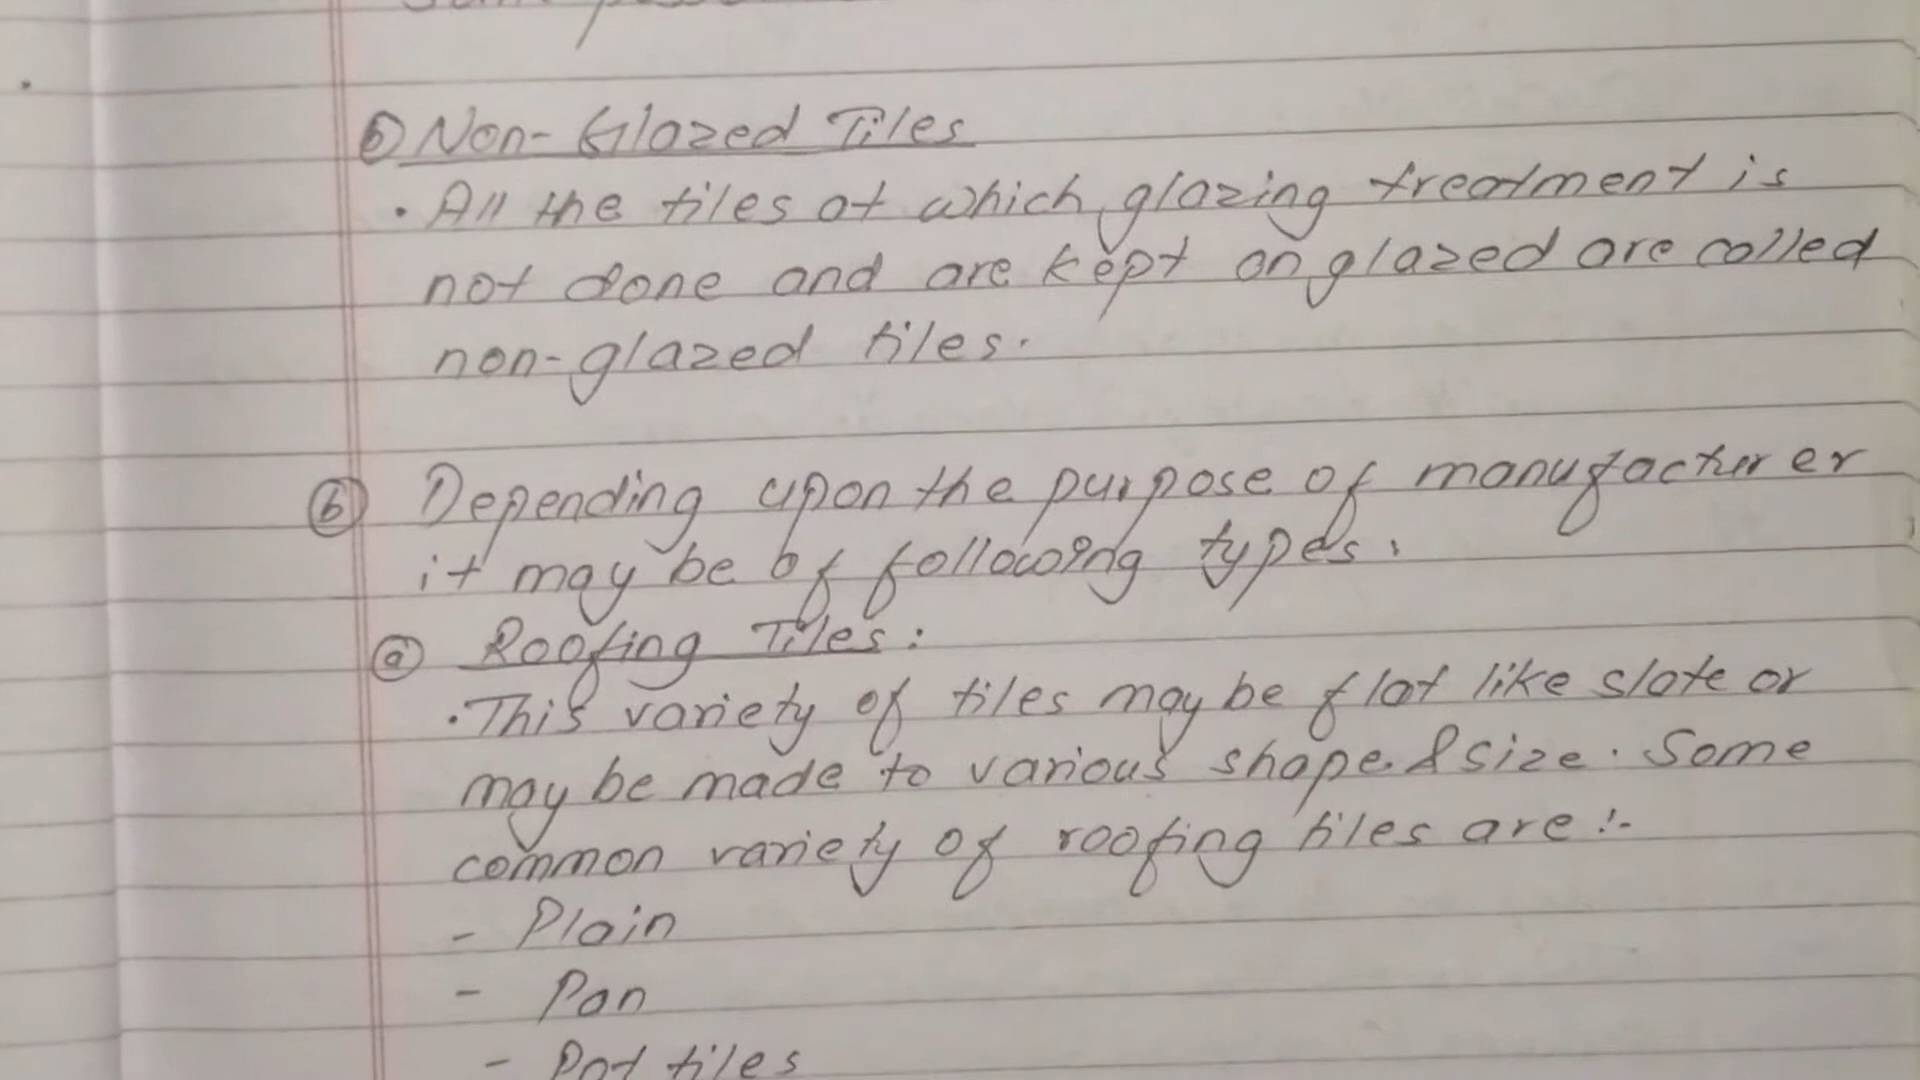 b) Non-Glazed Tiles
• All the tiles at which glazing treatment is
not done and are kept onglazed are called
non-glazed tiles.
(b) Depending upon the purpose of manufacturer
it may be of following types.
(a) Roofing Tiles:
• This variety of tiles may be flat like slate or
may be made to various shape & size. Some
common variety of roofing tiles are :-
- Plain
- Pan
- Pot tiles